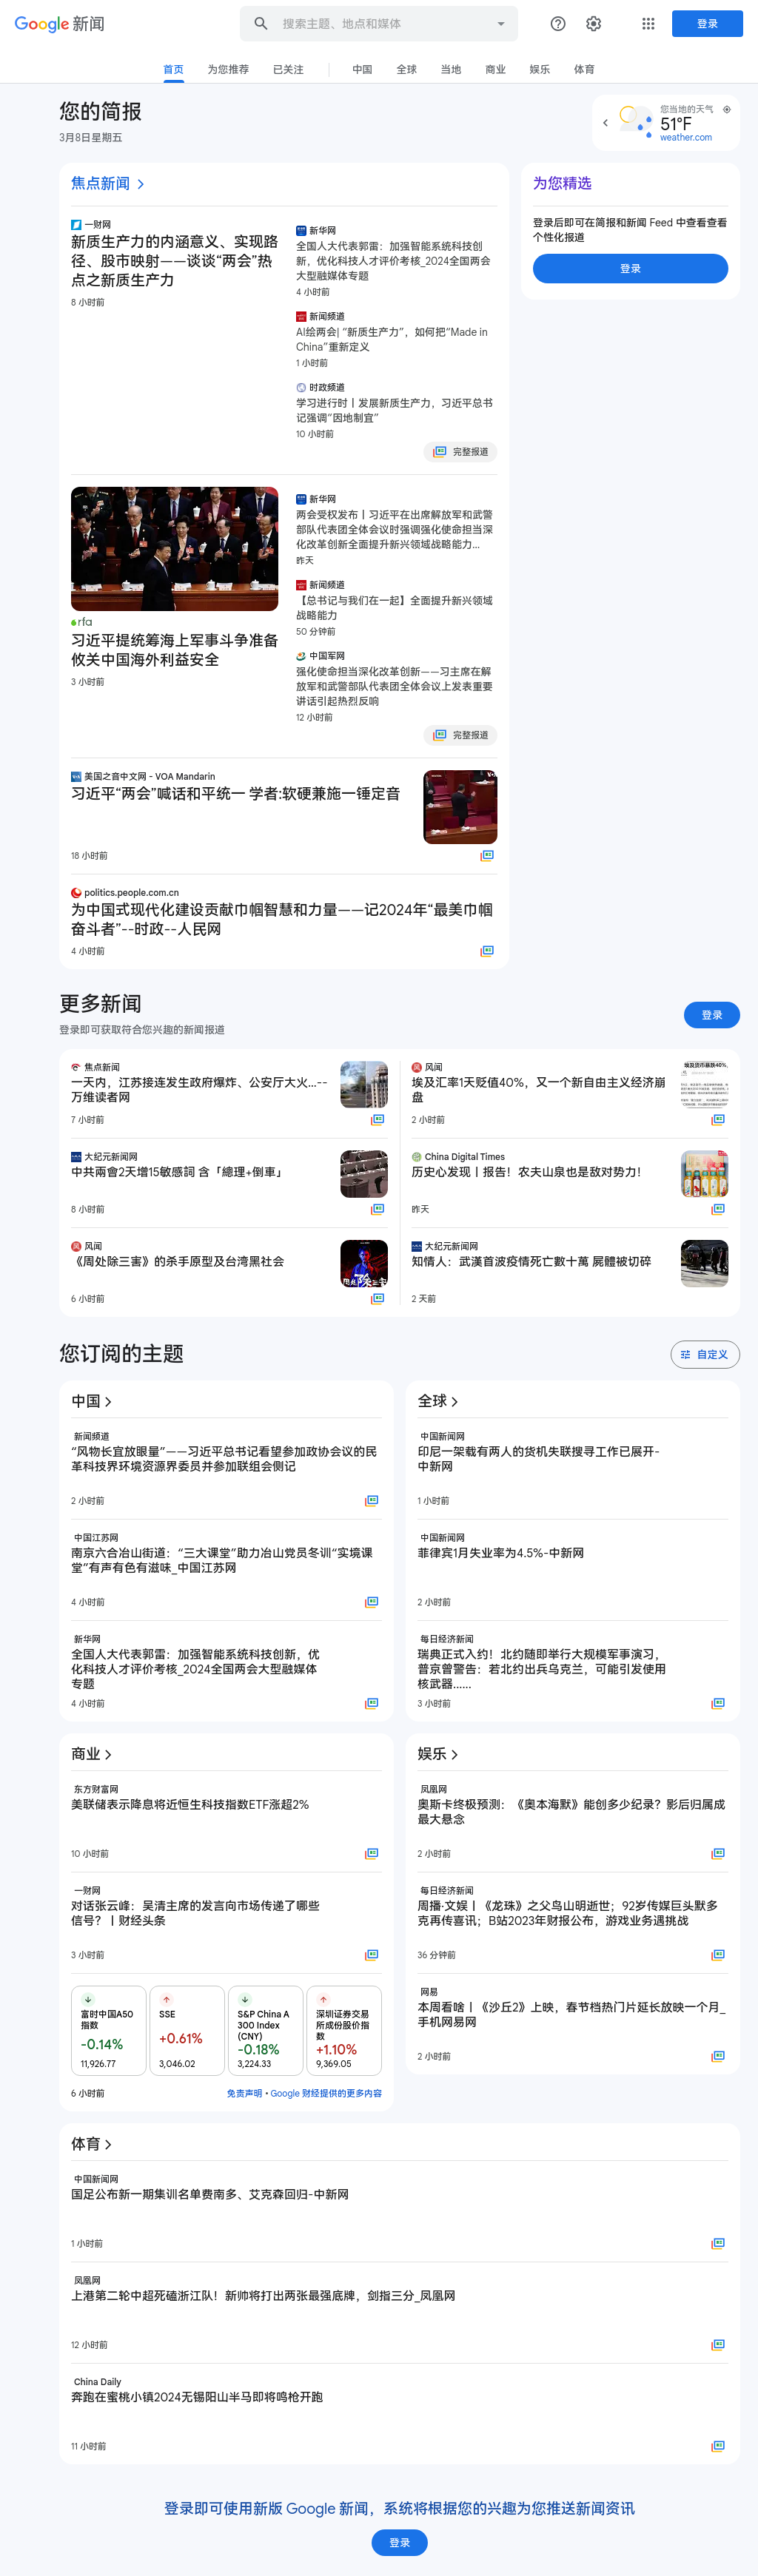 Google 新闻
搜索主题、地点和媒体
登录
首页
为您推荐
已关注
中国
全球
当地
商业
娱乐
体育
您的简报
3月8日星期五
您当地的天气
51°F
weather.com
焦点新闻
一财网
新质生产力的内涵意义、实现路
径、股市映射——谈谈“两会”热
点之新质生产力
8 小时前
新华网
全国人大代表郭雷：加强智能系统科技创
新，优化科技人才评价考核_2024全国两会
大型融媒体专题
4 小时前
新闻频道
AI绘两会| “新质生产力”，如何把“Made in
China”重新定义
1 小时前
时政频道
学习进行时丨发展新质生产力，习近平总书
记强调“因地制宜”
10 小时前
完整报道
为您精选
登录后即可在简报和新闻 Feed 中查看查看
个性化报道
登录
rfa
习近平提统筹海上军事斗争准备
攸关中国海外利益安全
3 小时前
新华网
两会受权发布丨习近平在出席解放军和武警
部队代表团全体会议时强调强化使命担当深
化改革创新全面提升新兴领域战略能力...
昨天
新闻频道
【总书记与我们在一起】全面提升新兴领域
战略能力
50 分钟前
中国军网
强化使命担当深化改革创新——习主席在解
放军和武警部队代表团全体会议上发表重要
讲话引起热烈反响
12 小时前
完整报道
美国之音中文网 - VOA Mandarin
习近平“两会”喊话和平统一 学者:软硬兼施一锤定音
18 小时前
politics.people.com.cn
为中国式现代化建设贡献巾帼智慧和力量——记2024年“最美巾帼
奋斗者”--时政--人民网
4 小时前
更多新闻
登录即可获取符合您兴趣的新闻报道
登录
焦点新闻
一天内，江苏接连发生政府爆炸、公安厅大火...--
万维读者网
7 小时前
风闻
埃及汇率1天贬值40%，又一个新自由主义经济崩
盘
2 小时前
大纪元新闻网
中共兩會2天增15敏感詞 含「總理+倒車」
8 小时前
China Digital Times
历史心发现丨报告！农夫山泉也是敌对势力！
昨天
风闻
《周处除三害》的杀手原型及台湾黑社会
6 小时前
大纪元新闻网
知情人：武漢首波疫情死亡數十萬 屍體被切碎
2 天前
您订阅的主题
自定义
中国
新闻频道
“风物长宜放眼量”——习近平总书记看望参加政协会议的民
革科技界环境资源界委员并参加联组会侧记
2 小时前
中国江苏网
南京六合冶山街道：“三大课堂”助力冶山党员冬训“实境课
堂”有声有色有滋味_中国江苏网
4 小时前
新华网
全国人大代表郭雷：加强智能系统科技创新，优
化科技人才评价考核_2024全国两会大型融媒体
专题
4 小时前
全球
中国新闻网
印尼一架载有两人的货机失联搜寻工作已展开-
中新网
1 小时前
中国新闻网
菲律宾1月失业率为4.5%-中新网
2 小时前
每日经济新闻
瑞典正式入约！北约随即举行大规模军事演习，
普京曾警告：若北约出兵乌克兰，可能引发使用
核武器......
3 小时前
商业
东方财富网
美联储表示降息将近恒生科技指数ETF涨超2%
10 小时前
一财网
对话张云峰：吴清主席的发言向市场传递了哪些
信号？丨财经头条
3 小时前
富时中国A50
指数
-0.14%
11,926.77
SSE
+0.61%
3,046.02
S&P China A
300 Index
(CNY)
-0.18%
3,224.33
深圳证券交易
所成份股价指
数
+1.10%
9,369.05
6 小时前
免责声明 • Google 财经提供的更多内容
娱乐
凤凰网
奥斯卡终极预测：《奥本海默》能创多少纪录？影后归属成
最大悬念
2 小时前
每日经济新闻
周播·文娱丨《龙珠》之父鸟山明逝世；92岁传媒巨头默多
克再传喜讯；B站2023年财报公布，游戏业务遇挑战
36 分钟前
网易
本周看啥丨《沙丘2》上映，春节档热门片延长放映一个月_
手机网易网
2 小时前
体育
中国新闻网
国足公布新一期集训名单费南多、艾克森回归-中新网
1 小时前
凤凰网
上港第二轮中超死磕浙江队！新帅将打出两张最强底牌，剑指三分_凤凰网
12 小时前
China Daily
奔跑在蜜桃小镇2024无锡阳山半马即将鸣枪开跑
11 小时前
登录即可使用新版 Google 新闻，系统将根据您的兴趣为您推送新闻资讯
登录